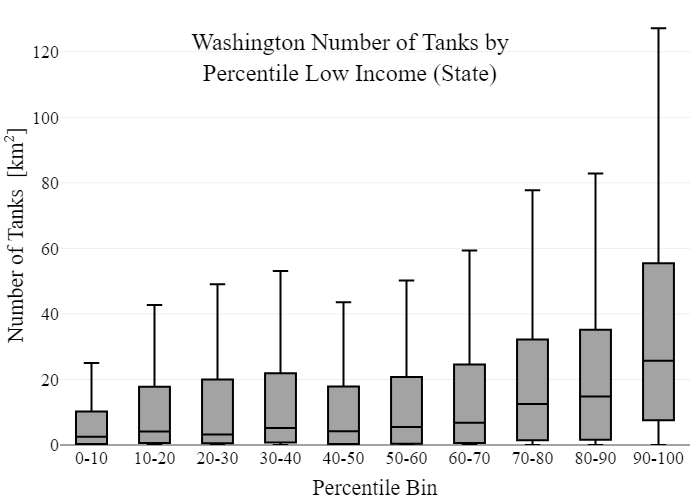 Washington Number of Tanks by
Percentile Low Income (State)
Number of Tanks [km²]
120
100
80
60
40
20
0
0-10 10-20 20-30 30-40 40-50 50-60 60-70 70-80 80-90 90-100
Percentile Bin